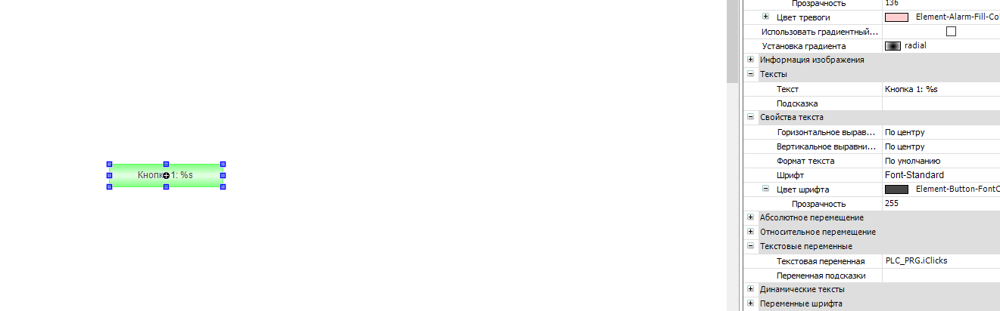 Прозрачность 136
Цвет тревоги Element-Alarm-Fill-Col
Использовать градиентный...
Установка градиента radial
Информация изображения
Тексты
Текст Кнопка 1: %s
Подсказка
Свойства текста
Горизонтальное вырав... По центру
Вертикальное выравни... По центру
Формат текста По умолчанию
Шрифт Font-Standard
Цвет шрифта Element-Button-FontC
Прозрачность 255
Абсолютное перемещение
Относительное перемещение
Текстовые переменные
Текстовая переменная PLC_PRG.iClicks
Переменная подсказки
Динамические тексты
Переменные шрифта
Кнопка 1: %s